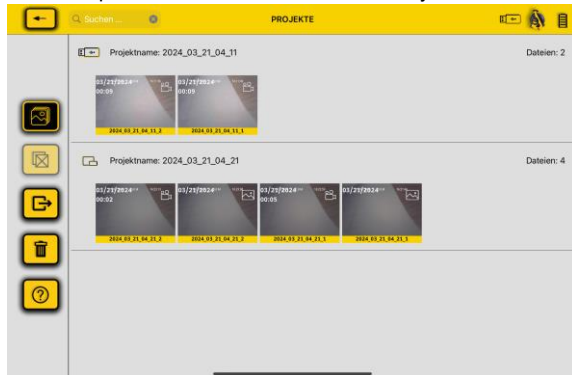 Suchen ...
PROJEKTE
Projektname: 2024_03_21_04_11
Dateien: 2
03/21/2024
00:09
03/21/2024
00:09
2024_03_21_04_11_2
2024_03_21_04_11_1
Projektname: 2024_03_21_04_21
Dateien: 4
03/21/2024
00:02
03/21/2024
03/21/2024
00:05
03/21/2024
2024_03_21_04_21_2
2024_03_21_04_21_2
2024_03_21_04_21_1
2024_03_21_04_21_1